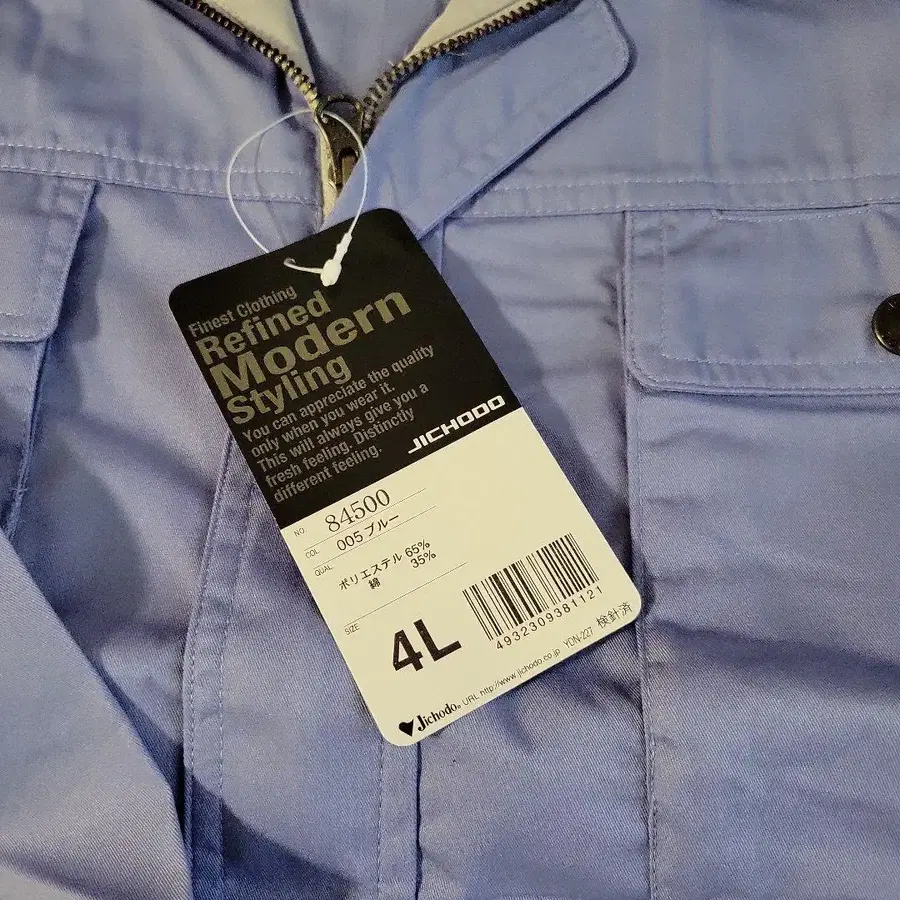 Finest Clothing
Refined
Modern
Styling
You can appreciate the quality
only when you wear it.
This will always give you a
fresh feeling. Distinctly
different feeling.
JICHODO
NO. 84500
COL. 005 ブルー
QUAL. ポリエステル 65%
綿 35%
SIZE 4L
4932309381121
YDN-227 検針済
Jichodo® URL http://www.jichodo.co.jp